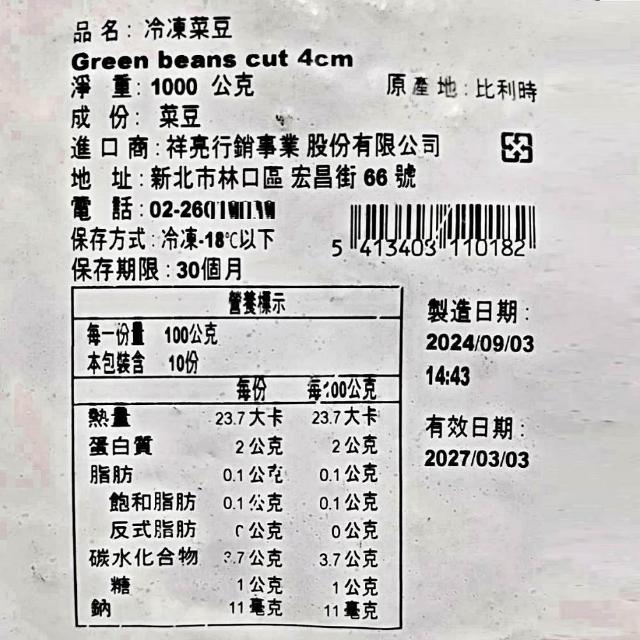 品名：冷凍菜豆
Green beans cut 4cm
淨 重：1000 公克 原產地：比利時
成 份：菜豆
進口商：祥亮行銷事業 股份有限公司
地 址：新北市林口區 宏昌街 66 號
電 話：02-26
保存方式：冷凍-18℃以下
5 413403 110182
保存期限：30個月
營養標示
每一份量 100公克
本包裝含 10份
每份 每100公克
熱量 23.7大卡 23.7大卡
蛋白質 2公克 2公克
脂肪 0.1公克 0.1公克
飽和脂肪 0.1公克 0.1公克
反式脂肪 0公克 0公克
碳水化合物 3.7公克 3.7公克
糖 1公克 1公克
鈉 11毫克 11毫克
製造日期：
2024/09/03
14:43
有效日期：
2027/03/03